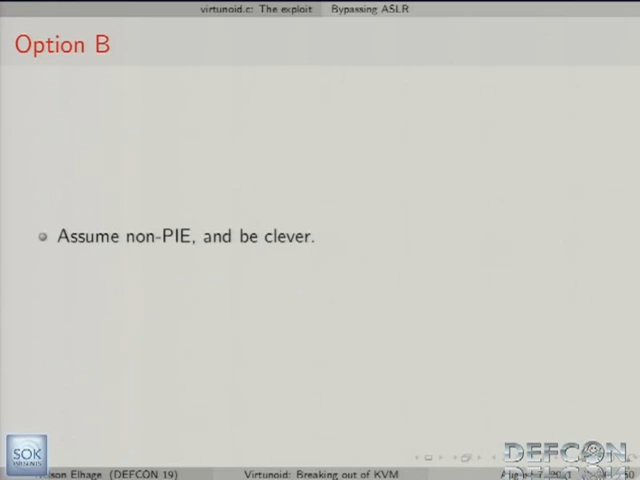 virtunoid.c: The exploit Bypassing ASLR
Option B
Assume non-PIE, and be clever.
SOK
DEFCON
Elhage (DEFCON 19) Virtunoid: Breaking out of KVM